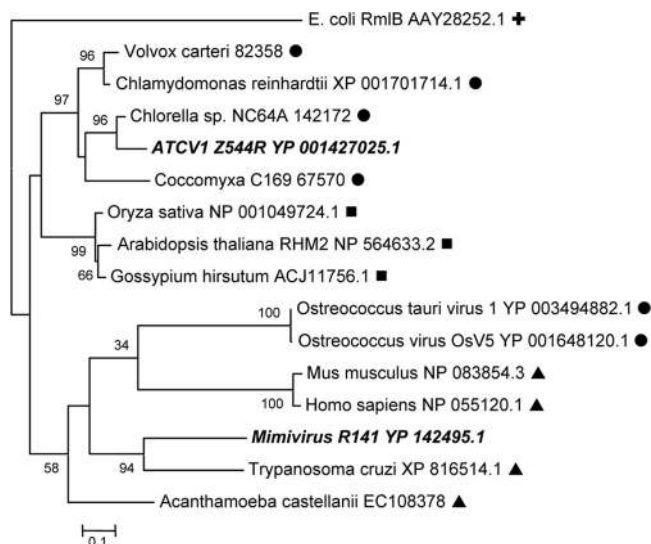 E. coli RmlB AAY28252.1
96
Volvox carteri 82358
Chlamydomonas reinhardtii XP 001701714.1
97
96
Chlorella sp. NC64A 142172
ATCV1 Z544R YP 001427025.1
Coccomyxa C169 67570
Oryza sativa NP 001049724.1
99
Arabidopsis thaliana RHM2 NP 564633.2
66
Gossypium hirsutum ACJ11756.1
100
Ostreococcus tauri virus 1 YP 003494882.1
34
Ostreococcus virus OsV5 YP 001648120.1
Mus musculus NP 083854.3
100
Homo sapiens NP 055120.1
Mimivirus R141 YP 142495.1
58
94
Trypanosoma cruzi XP 816514.1
Acanthamoeba castellanii EC108378
0.1